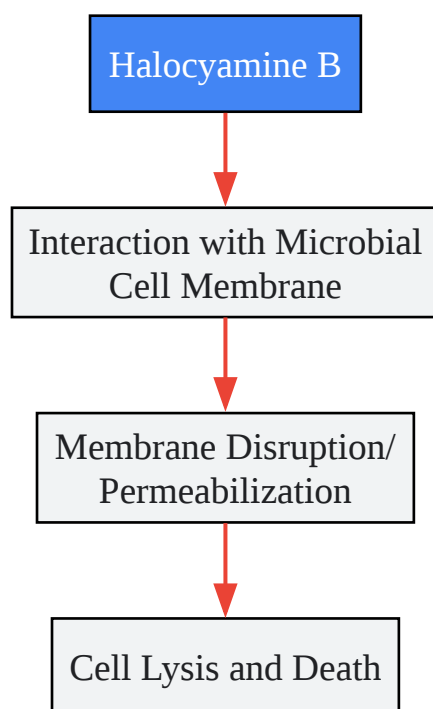 Halocyamine B
Interaction with Microbial
Cell Membrane
Membrane Disruption/
Permeabilization
Cell Lysis and Death